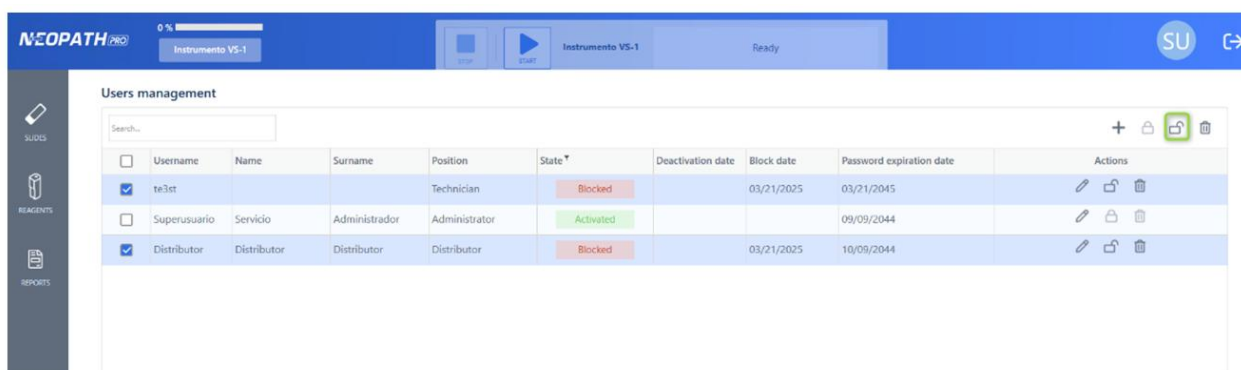 NEOPATH PRO
0 %
Instrumento VS-1
STOP
START
Instrumento VS-1
Ready
SU
SLIDES
REAGENTS
REPORTS
Users management
Search...
Username Name Surname Position State Deactivation date Block date Password expiration date Actions
te3st Technician Blocked 03/21/2025 03/21/2045
Superusuario Servicio Administrador Administrator Activated 09/09/2044
Distributor Distributor Distributor Distributor Blocked 03/21/2025 10/09/2044